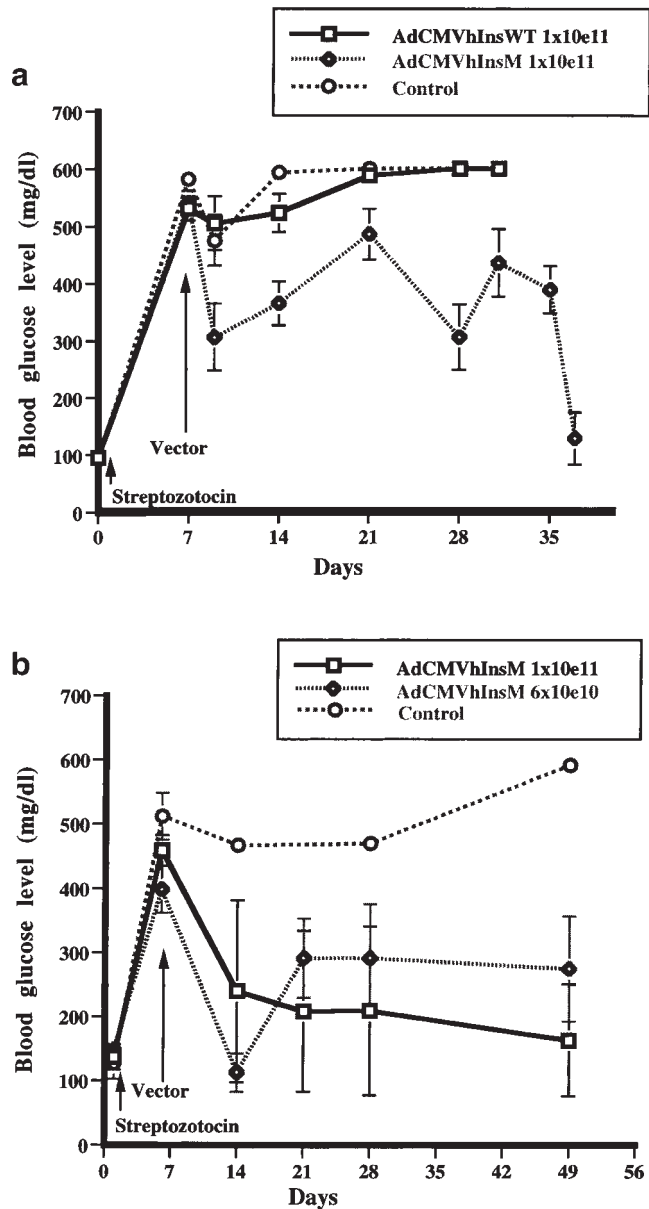 a
AdCMVhInsWT 1x10e11
AdCMVhInsM 1x10e11
Control
Blood glucose level (mg/dl)
700
600
500
400
300
200
100
0
Vector
Streptozotocin
0 7 14 21 28 35
Days
b
AdCMVhInsM 1x10e11
AdCMVhInsM 6x10e10
Control
Blood glucose level (mg/dl)
700
600
500
400
300
200
100
0
Vector
Streptozotocin
0 7 14 21 28 35 42 49 56
Days